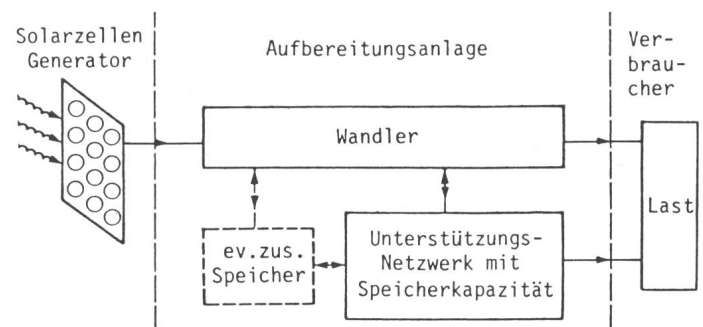 Solarzellen
Generator
Aufbereitungsanlage
Ver-
brau-
cher
Wandler
ev.zus.
Speicher
Unterstützungs-
Netzwerk mit
Speicherkapazität
Last